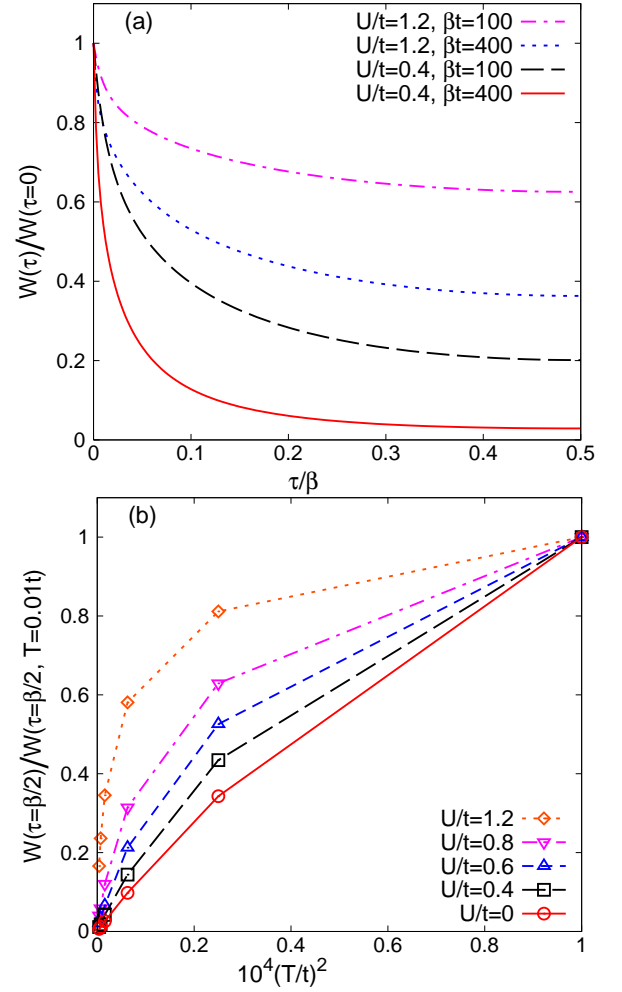 (a)
U/t=1.2, βt=100
U/t=1.2, βt=400
U/t=0.4, βt=100
U/t=0.4, βt=400
W(τ)/W(τ=0)
1
0.8
0.6
0.4
0.2
0
0 0.1 0.2 0.3 0.4 0.5
τ/β
(b)
W(τ=β/2)/W(τ=β/2, T=0.01t)
1
0.8
0.6
0.4
0.2
0
U/t=1.2
U/t=0.8
U/t=0.6
U/t=0.4
U/t=0
0 0.2 0.4 0.6 0.8 1
10⁴(T/t)²